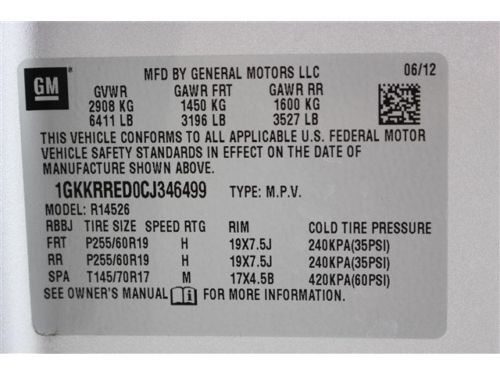 GM
MFD BY GENERAL MOTORS LLC 06/12
GVWR GAWR FRT GAWR RR
2908 KG 1450 KG 1600 KG
6411 LB 3196 LB 3527 LB
THIS VEHICLE CONFORMS TO ALL APPLICABLE U.S. FEDERAL MOTOR
VEHICLE SAFETY STANDARDS IN EFFECT ON THE DATE OF
MANUFACTURE SHOWN ABOVE.
1GKKRRED0CJ346499 TYPE: M.P.V.
MODEL: R14526
RBBJ TIRE SIZE SPEED RTG RIM COLD TIRE PRESSURE
FRT P255/60R19 H 19X7.5J 240KPA(35PSI)
RR P255/60R19 H 19X7.5J 240KPA(35PSI)
SPA T145/70R17 M 17X4.5B 420KPA(60PSI)
SEE OWNER'S MANUAL FOR MORE INFORMATION.